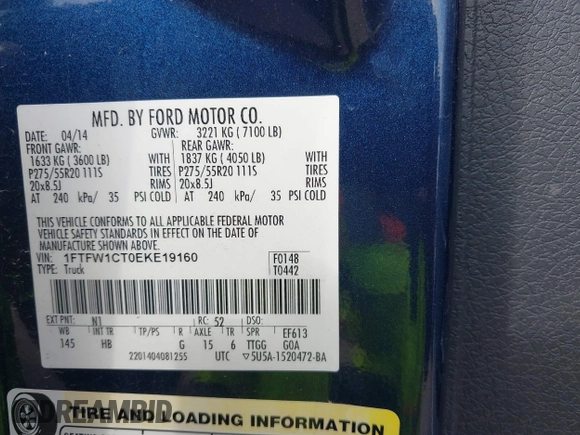 MFD. BY FORD MOTOR CO.
DATE: 04/14 GVWR: 3221 KG ( 7100 LB)
FRONT GAWR: REAR GAWR:
1633 KG ( 3600 LB) WITH 1837 KG ( 4050 LB) WITH
P275/55R20 111S TIRES P275/55R20 111S TIRES
20x8.5J RIMS 20x8.5J RIMS
AT 240 kPa/ 35 PSI COLD AT 240 kPa/ 35 PSI COLD
THIS VEHICLE CONFORMS TO ALL APPLICABLE FEDERAL MOTOR
VEHICLE SAFETY STANDARDS IN EFFECT ON THE DATE OF
MANUFACTURE SHOWN ABOVE.
VIN: 1FTFW1CT0EKE19160 F0148
TYPE: Truck T0442
EXT PNT: N1 RC: 52 DSO:
WB INT TR TP/PS R AXLE TR SPR EF613
145 HB G 15 6 TTGG G0A
2201404081255 UTC ▽5U5A-1520472-BA
TIRE AND LOADING INFORMATION
DREAMBID